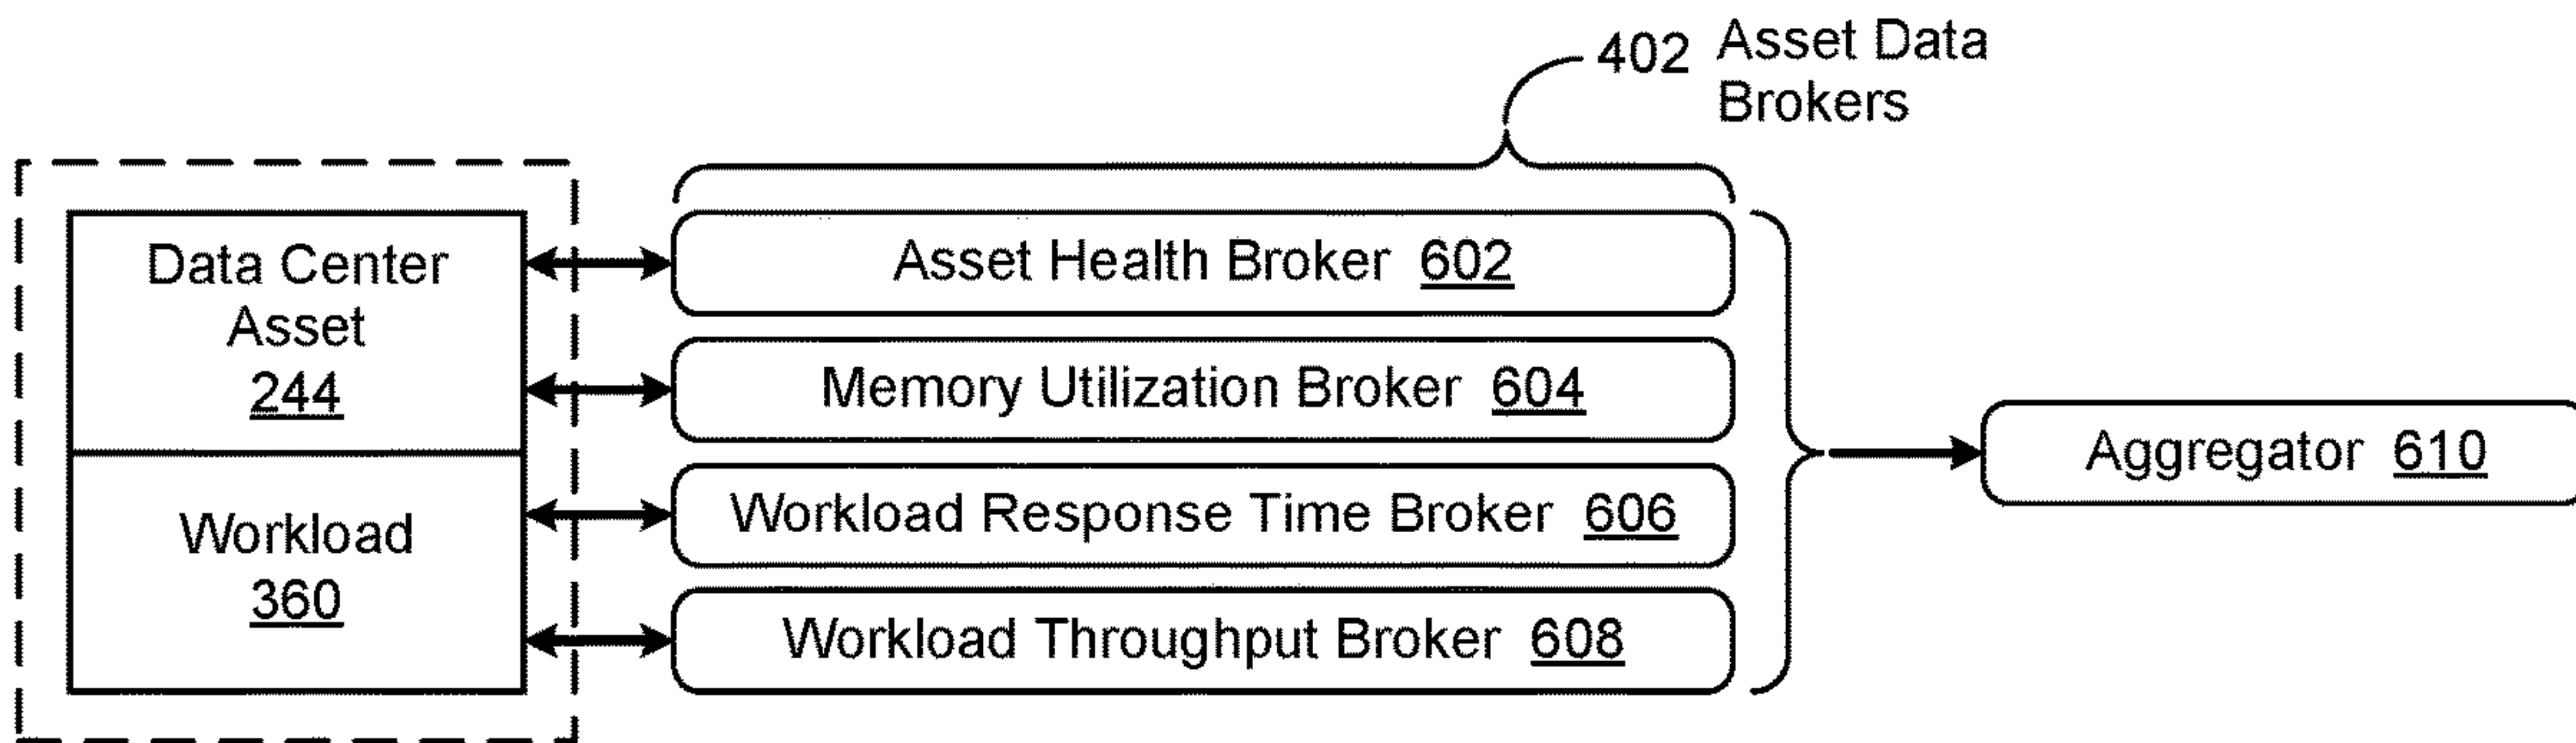 402 Asset Data
Brokers
Data Center
Asset
244
Workload
360
Asset Health Broker 602
Memory Utilization Broker 604
Workload Response Time Broker 606
Workload Throughput Broker 608
Aggregator 610